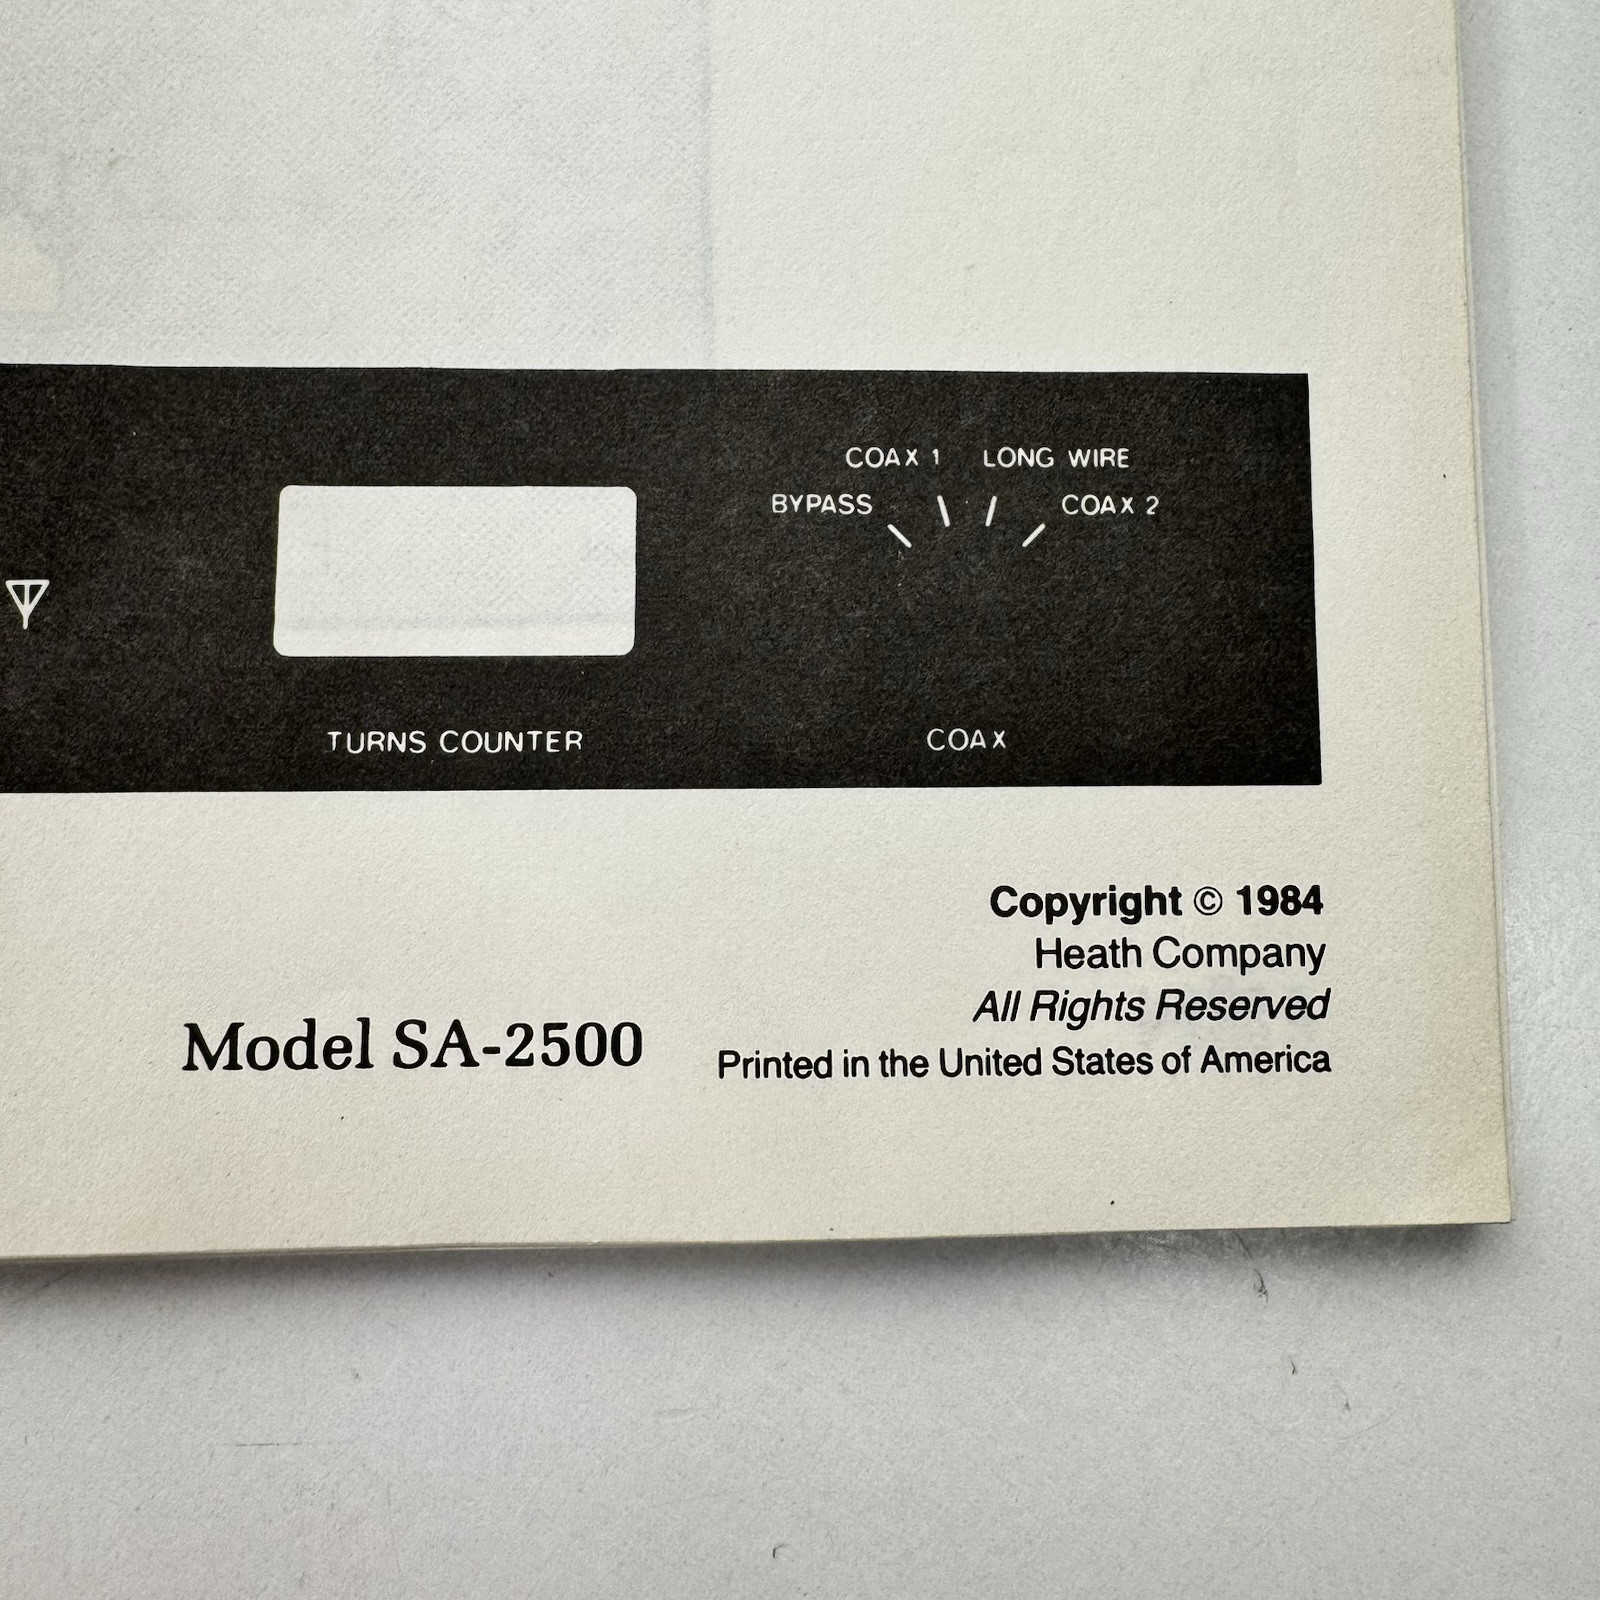 COAX 1 LONG WIRE
BYPASS COAX 2
TURNS COUNTER COAX
Copyright © 1984
Heath Company
All Rights Reserved
Model SA-2500 Printed in the United States of America